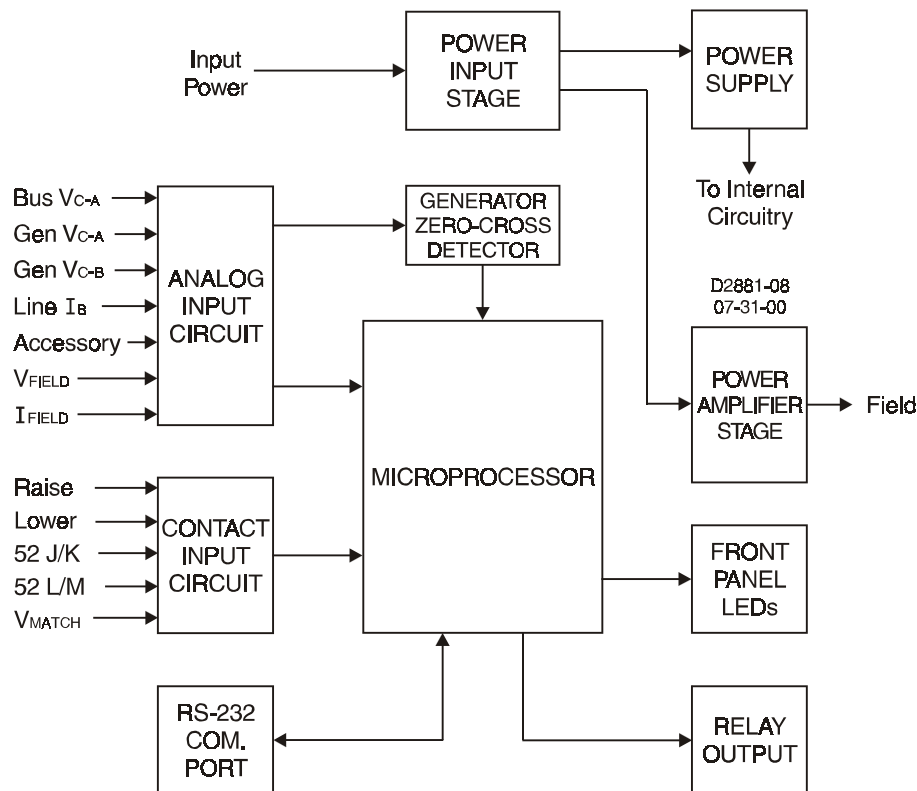 Input
Power
POWER
INPUT
STAGE
POWER
SUPPLY
To Internal
Circuitry
Bus VC-A
Gen VC-A
Gen VC-B
Line IB
Accessory
VFIELD
IFIELD
ANALOG
INPUT
CIRCUIT
GENERATOR
ZERO-CROSS
DETECTOR
D2881-08
07-31-00
POWER
AMPLIFIER
STAGE
Field
MICROPROCESSOR
Raise
Lower
52 J/K
52 L/M
VMATCH
CONTACT
INPUT
CIRCUIT
FRONT
PANEL
LEDs
RS-232
COM.
PORT
RELAY
OUTPUT